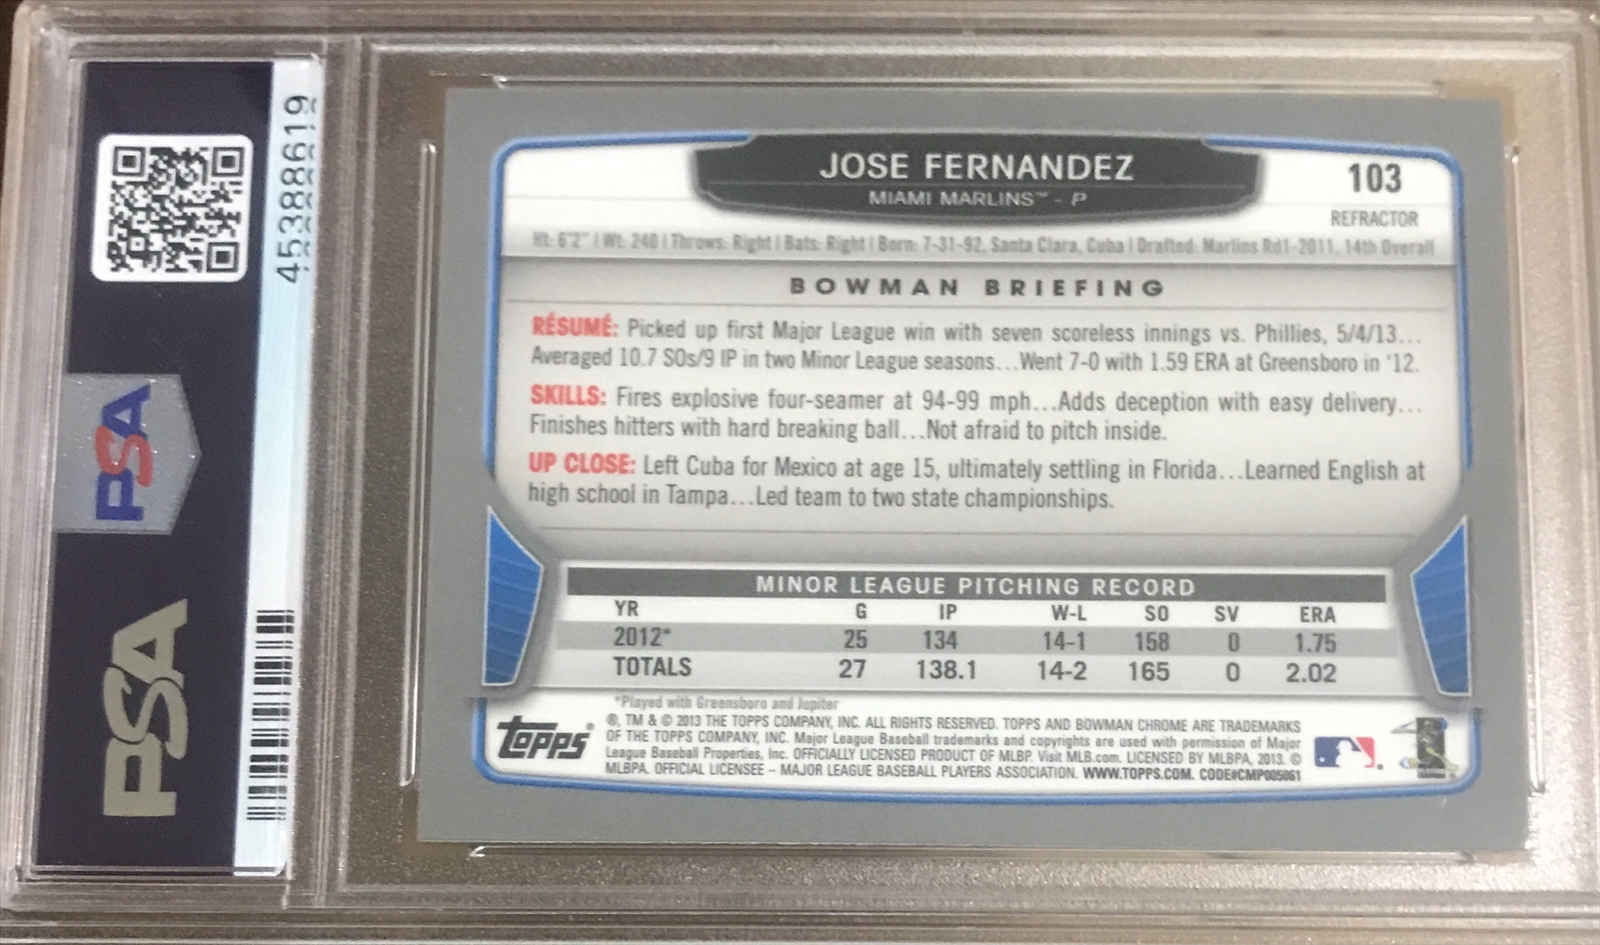 45388619
PSA
PSA
JOSE FERNANDEZ
MIAMI MARLINS™ - P
103
REFRACTOR
Ht: 6'2" | Wt: 240 | Throws: Right | Bats: Right | Born: 7-31-92, Santa Clara, Cuba | Drafted: Marlins Rd1-2011, 14th Overall
BOWMAN BRIEFING
RÉSUMÉ: Picked up first Major League win with seven scoreless innings vs. Phillies, 5/4/13...
Averaged 10.7 SOs/9 IP in two Minor League seasons...Went 7-0 with 1.59 ERA at Greensboro in '12.
SKILLS: Fires explosive four-seamer at 94-99 mph...Adds deception with easy delivery...
Finishes hitters with hard breaking ball...Not afraid to pitch inside.
UP CLOSE: Left Cuba for Mexico at age 15, ultimately settling in Florida...Learned English at
high school in Tampa...Led team to two state championships.
MINOR LEAGUE PITCHING RECORD
YR G IP W-L SO SV ERA
2012* 25 134 14-1 158 0 1.75
TOTALS 27 138.1 14-2 165 0 2.02
*Played with Greensboro and Jupiter
topps®
®, TM & © 2013 THE TOPPS COMPANY, INC. ALL RIGHTS RESERVED. TOPPS AND BOWMAN CHROME ARE TRADEMARKS
OF THE TOPPS COMPANY, INC. Major League Baseball trademarks and copyrights are used with permission of Major
League Baseball Properties, Inc. OFFICIALLY LICENSED PRODUCT OF MLBP. Visit MLB.com. LICENSED BY MLBPA, 2013. ©
MLBPA. OFFICIAL LICENSEE – MAJOR LEAGUE BASEBALL PLAYERS ASSOCIATION. WWW.TOPPS.COM. CODE#CMP005061